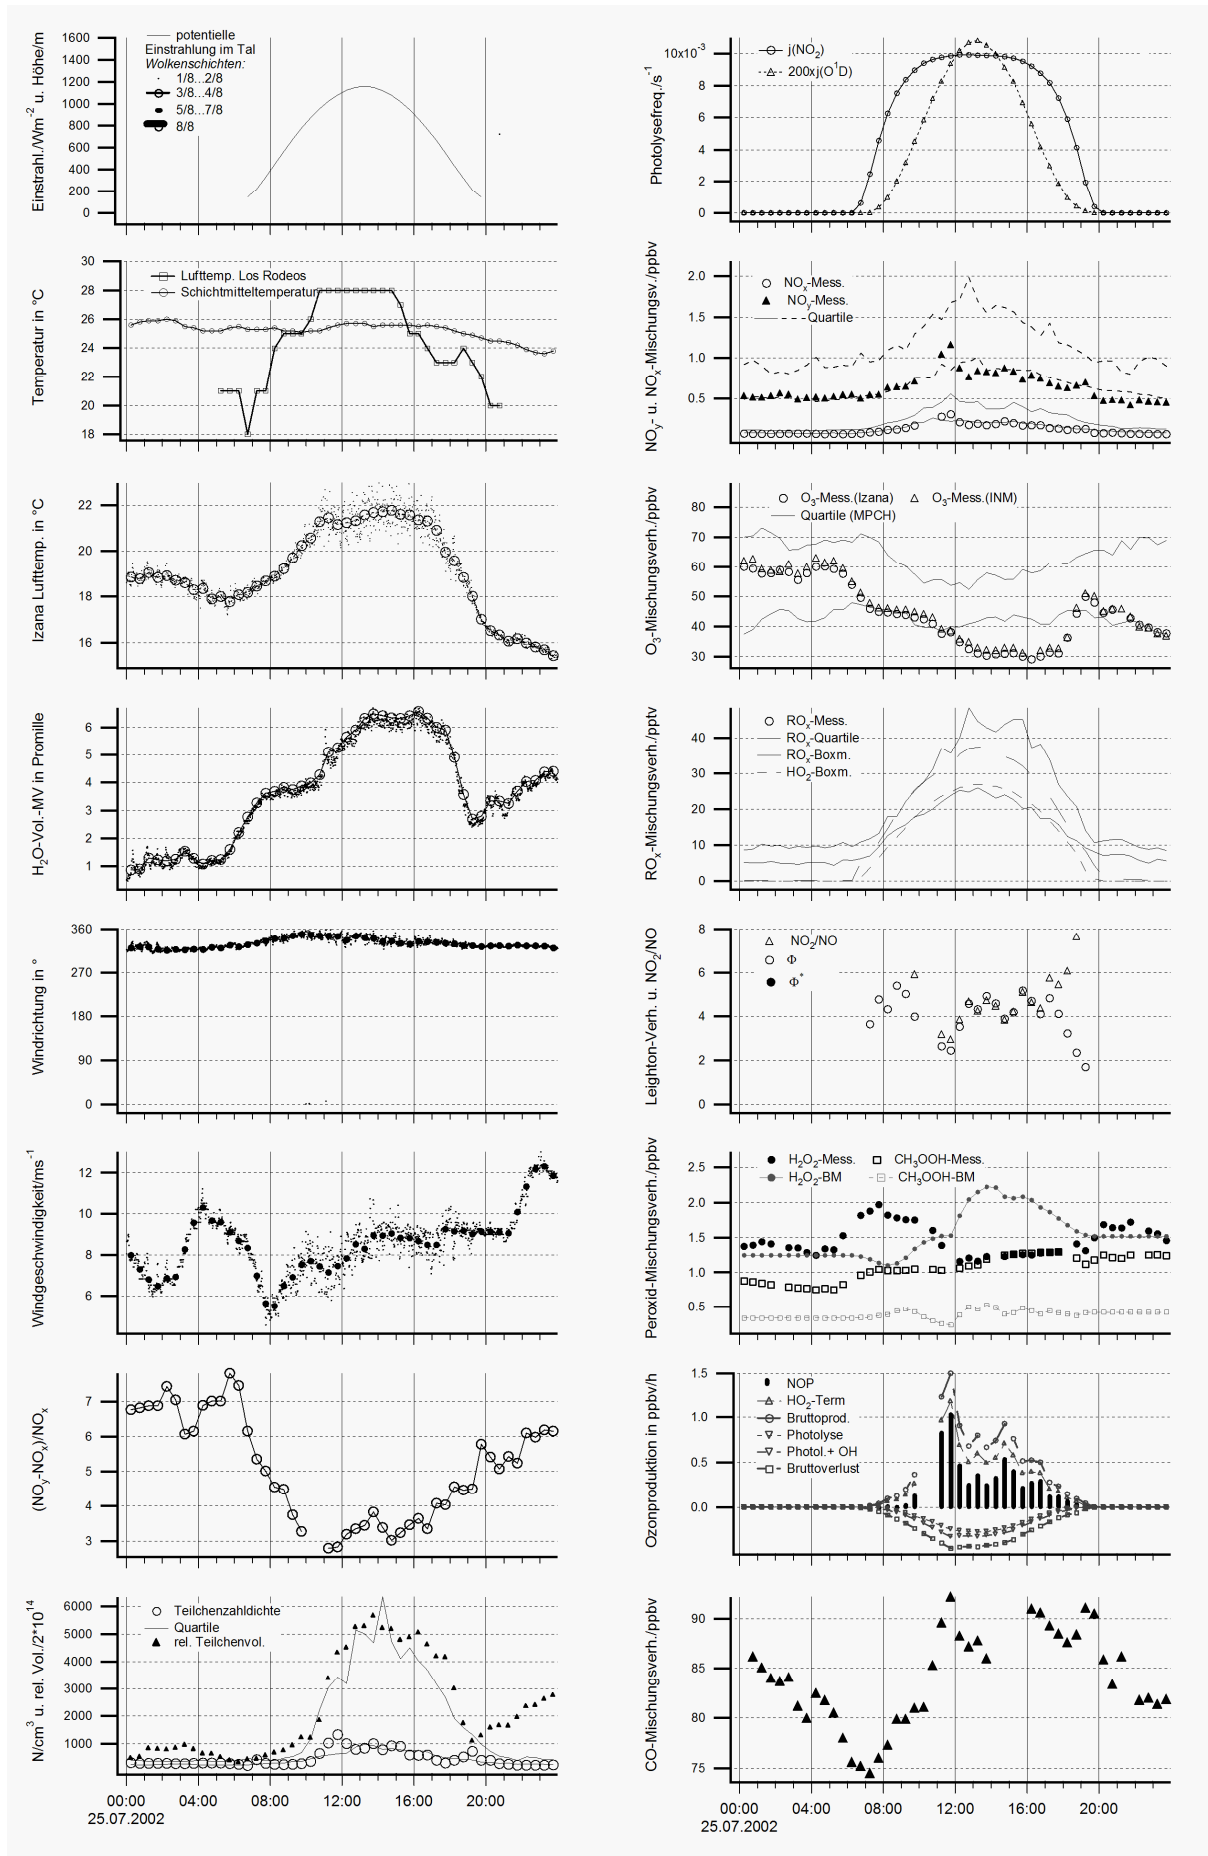 Einstrahl./Wm-2 u. Höhe/m
1600
1400
1200
1000
800
600
400
200
0
potentielle
Einstrahlung im Tal
Wolkenschichten:
1/8...2/8
3/8...4/8
5/8...7/8
8/8
Temperatur in °C
30
28
26
24
22
20
18
Lufttemp. Los Rodeos
Schichtmitteltemperatur
Izana Lufttemp. in °C
22
20
18
16
H2O-Vol.-MV in Promille
6
5
4
3
2
1
Windrichtung in °
360
270
180
90
0
Windgeschwindigkeit/ms-1
12
10
8
6
(NOy-NOx)/NOx
7
6
5
4
3
N/cm3 u. rel. Vol./2*1014
6000
5000
4000
3000
2000
1000
Teilchenzahldichte
Quartile
rel. Teilchenvol.
00:00 04:00 08:00 12:00 16:00 20:00
25.07.2002
Photolysefreq./s-1
10x10-3
8
6
4
2
0
j(NO2)
200xj(O1D)
NOy- u. NOx-Mischungsv./ppbv
2.0
1.5
1.0
0.5
NOx-Mess.
NOy-Mess.
Quartile
O3-Mischungsverh./ppbv
80
70
60
50
40
30
O3-Mess.(Izana) O3-Mess.(INM)
Quartile (MPCH)
ROx-Mischungsverh./pptv
40
30
20
10
0
ROx-Mess.
ROx-Quartile
ROx-Boxm.
HO2-Boxm.
Leighton-Verh. u. NO2/NO
8
6
4
2
0
NO2/NO
Φ
Φ*
Peroxid-Mischungsverh./ppbv
2.5
2.0
1.5
1.0
0.5
H2O2-Mess. CH3OOH-Mess.
H2O2-BM CH3OOH-BM
Ozonproduktion in ppbv/h
1.5
1.0
0.5
0.0
NOP
HO2-Term
Bruttoprod.
Photolyse
Photol.+ OH
Bruttoverlust
CO-Mischungsverh./ppbv
90
85
80
75
00:00 04:00 08:00 12:00 16:00 20:00
25.07.2002